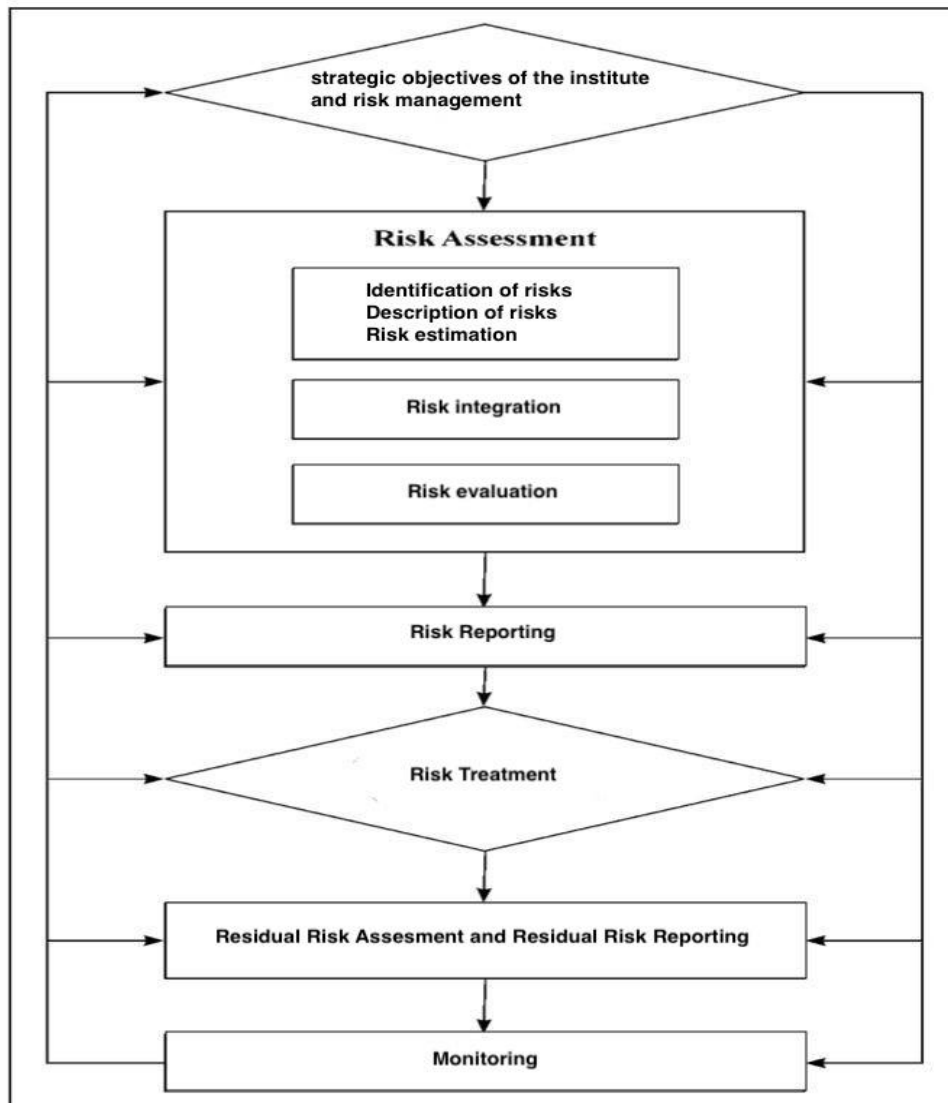 strategic objectives of the institute
and risk management
Risk Assessment
Identification of risks
Description of risks
Risk estimation
Risk integration
Risk evaluation
Risk Reporting
Risk Treatment
Residual Risk Assesment and Residual Risk Reporting
Monitoring